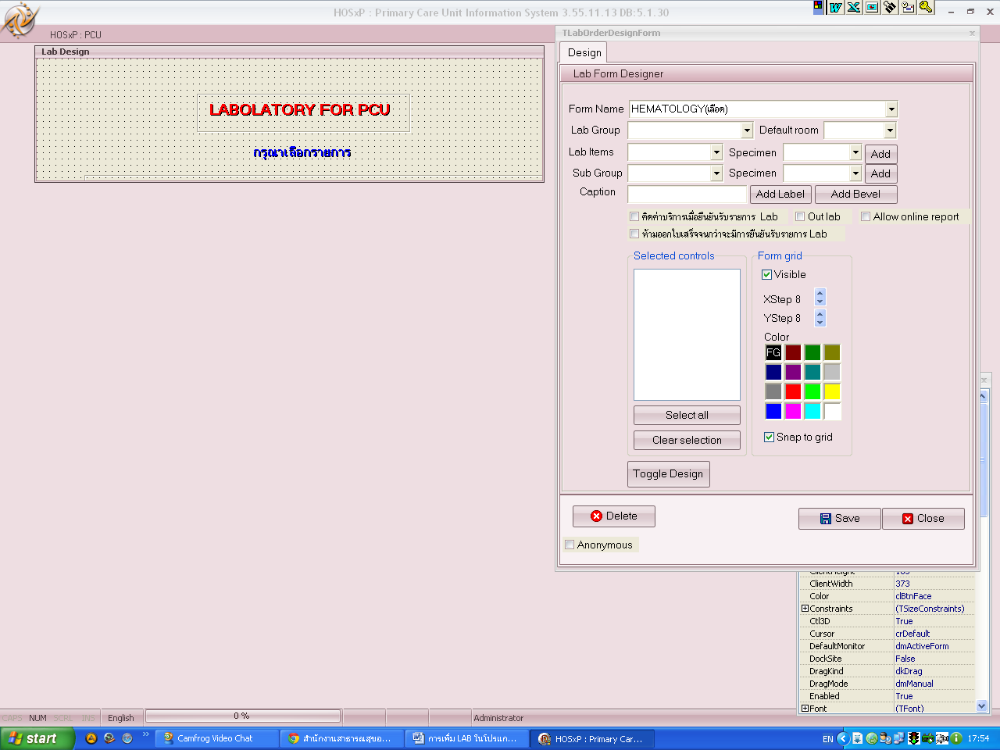 HOSxP : Primary Care Unit Information System 3.55.11.13 DB:5.1.30
HOSxP : PCU
Lab Design
LABOLATORY FOR PCU
กรุณาเลือกรายการ
TLabOrderDesignForm
Design
Lab Form Designer
Form Name HEMATOLOGY(เลือด)
Lab Group Default room
Lab Items Specimen Add
Sub Group Specimen Add
Caption Add Label Add Bevel
คิดค่าบริการเมื่อยืนยันรับรายการ Lab Out lab Allow online report
ห้ามออกใบเสร็จจนกว่าจะมีการยืนยันรับรายการ Lab
Selected controls Form grid
Visible
XStep 8
YStep 8
Color
FG
Select all
Clear selection
Snap to grid
Toggle Design
Delete
Save Close
Anonymous
ClientWidth 373
Color clBtnFace
Constraints (TSizeConstraints)
Ctl3D True
Cursor crDefault
DefaultMonitor dmActiveForm
DockSite False
DragKind dkDrag
DragMode dmManual
Enabled True
Font (TFont)
CAPS NUM SCRL INS English 0 % Administrator
start Camfrog Video Chat สำนักงานสาธารณสุขอ... การเพิ่ม LAB ในโปรแก... HOSxP : Primary Car... EN 17:54